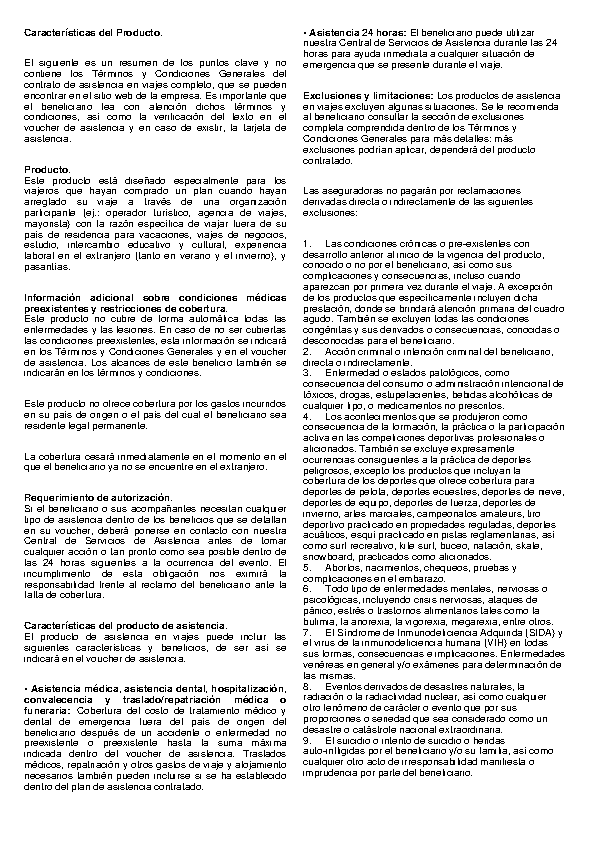 Características del Producto.
El siguiente es un resumen de los puntos clave y no
contiene los Términos y Condiciones Generales del
contrato de asistencia en viajes completo, que se pueden
encontrar en el sitio web de la empresa. Es importante que
el beneficiario lea con atención dichos términos y
condiciones, así como la verificación del texto en el
voucher de asistencia y en caso de existir, la tarjeta de
asistencia.
Producto.
Este producto está diseñado especialmente para los
viajeros que hayan comprado un plan cuando hayan
arreglado su viaje a través de una organización
participante (ej.: operador turístico, agencia de viajes,
mayorista) con la razón específica de viajar fuera de su
país de residencia para vacaciones, viajes de negocios,
estudio, intercambio educativo y cultural, experiencia
laboral en el extranjero (tanto en verano y el invierno), y
pasantías.
Información adicional sobre condiciones médicas
preexistentes y restricciones de cobertura.
Este producto no cubre de forma automática todas las
enfermedades y las lesiones. En caso de no ser cubiertas
las condiciones preexistentes, esta información se indicará
en los Términos y Condiciones Generales y en el voucher
de asistencia. Los alcances de este beneficio también se
indicarán en los términos y condiciones.
Este producto no ofrece cobertura por los gastos incurridos
en su país de origen o el país del cual el beneficiario sea
residente legal permanente.
La cobertura cesará inmediatamente en el momento en el
que el beneficiario ya no se encuentre en el extranjero.
Requerimiento de autorización.
Si el beneficiario o sus acompañantes necesitan cualquier
tipo de asistencia dentro de los beneficios que se detallan
en su voucher, deberá ponerse en contacto con nuestra
Central de Servicios de Asistencia antes de tomar
cualquier acción o tan pronto como sea posible dentro de
las 24 horas siguientes a la ocurrencia del evento. El
incumplimiento de esta obligación nos eximirá la
responsabilidad frente al reclamo del beneficiario ante la
falta de cobertura.
Características del producto de asistencia.
El producto de asistencia en viajes puede incluir las
siguientes características y beneficios, de ser así se
indicará en el voucher de asistencia.
• Asistencia médica, asistencia dental, hospitalización,
convalecencia y traslado/repatriación médica o
funeraria: Cobertura del costo de tratamiento médico y
dental de emergencia fuera del país de origen del
beneficiario después de un accidente o enfermedad no
preexistente o preexistente hasta la suma máxima
indicada dentro del voucher de asistencia. Traslados
médicos, repatriación y otros gastos de viaje y alojamiento
necesarios también pueden incluirse si se ha establecido
dentro del plan de asistencia contratado.
• Asistencia 24 horas: El beneficiario puede utilizar
nuestra Central de Servicios de Asistencia durante las 24
horas para ayuda inmediata a cualquier situación de
emergencia que se presente durante el viaje.
Exclusiones y limitaciones: Los productos de asistencia
en viajes excluyen algunas situaciones. Se le recomienda
al beneficiario consultar la sección de exclusiones
completa comprendida dentro de los Términos y
Condiciones Generales para más detalles: más
exclusiones podrían aplicar, dependerá del producto
contratado.
Las aseguradoras no pagarán por reclamaciones
derivadas directa o indirectamente de las siguientes
exclusiones:
1. Las condiciones crónicas o pre-existentes con
desarrollo anterior al inicio de la vigencia del producto,
conocido o no por el beneficiario, así como sus
complicaciones y consecuencias, incluso cuando
aparezcan por primera vez durante el viaje. A excepción
de los productos que específicamente incluyen dicha
prestación, donde se brindará atención primaria del cuadro
agudo. También se excluyen todas las condiciones
congénitas y sus derivados o consecuencias, conocidas o
desconocidas para el beneficiario.
2. Acción criminal o intención criminal del beneficiario,
directa o indirectamente.
3. Enfermedad o estados patológicos, como
consecuencia del consumo o administración intencional de
tóxicos, drogas, estupefacientes, bebidas alcohólicas de
cualquier tipo, o medicamentos no prescritos.
4. Los acontecimientos que se produjeron como
consecuencia de la formación, la práctica o la participación
activa en las competiciones deportivas profesionales o
aficionados. También se excluye expresamente
ocurrencias consiguientes a la práctica de deportes
peligrosos, excepto los productos que incluyan la
cobertura de los deportes que ofrece cobertura para
deportes de pelota, deportes ecuestres, deportes de nieve,
deportes de equipo, deportes de fuerza, deportes de
invierno, artes marciales, campeonatos amateurs, tiro
deportivo practicado en propiedades reguladas, deportes
acuáticos, esquí practicado en pistas reglamentarias, así
como surf recreativo, kite surf, buceo, natación, skate,
snowboard, practicados como aficionados.
5. Abortos, nacimientos, chequeos, pruebas y
complicaciones en el embarazo.
6. Todo tipo de enfermedades mentales, nerviosas o
psicológicas, incluyendo crisis nerviosas, ataques de
pánico, estrés o trastornos alimentarios tales como la
bulimia, la anorexia, la vigorexia, megarexia, entre otros.
7. El Síndrome de Inmunodeficiencia Adquirida (SIDA) y
el virus de la inmunodeficiencia humana (VIH) en todas
sus formas, consecuencias e implicaciones. Enfermedades
venéreas en general y/o exámenes para determinación de
las mismas.
8. Eventos derivados de desastres naturales, la
radiación o la radiactividad nuclear, así como cualquier
otro fenómeno de carácter o evento que por sus
proporciones o seriedad que sea considerado como un
desastre o catástrofe nacional extraordinaria.
9. El suicidio o intento de suicidio o heridas
auto-infligidas por el beneficiario y/o su familia, así como
cualquier otro acto de irresponsabilidad manifiesta o
imprudencia por parte del beneficiario.